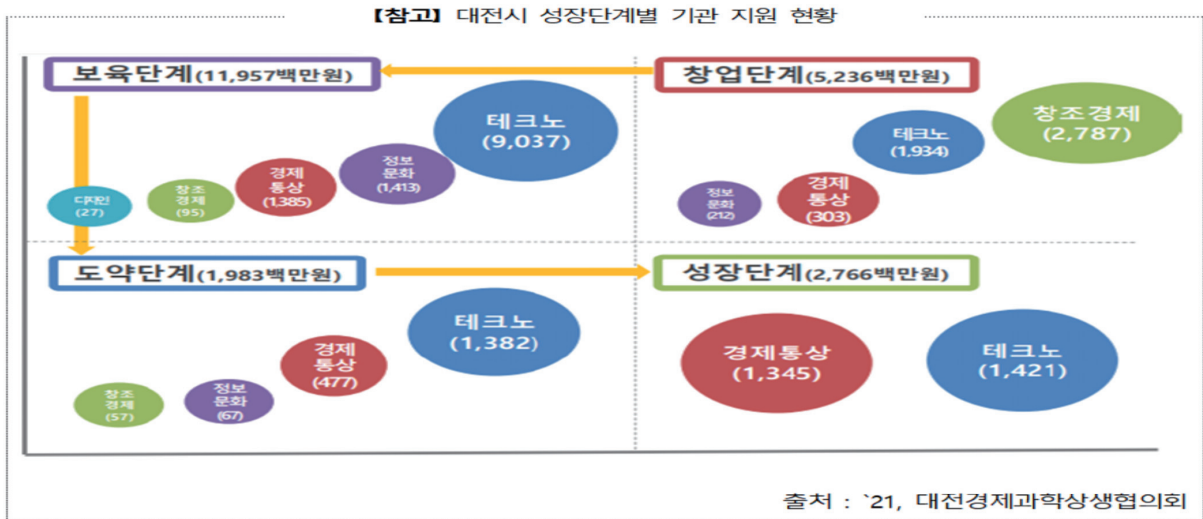 【참고】 대전시 성장단계별 기관 지원 현황
보육단계(11,957백만원)
테크노
(9,037)
정보
문화
(1,413)
경제
통상
(1,385)
창조
경제
(95)
디자인
(27)
창업단계(5,236백만원)
창조경제
(2,787)
테크노
(1,934)
경제
통상
(303)
정보
문화
(212)
도약단계(1,983백만원)
테크노
(1,382)
경제
통상
(477)
정보
문화
(67)
창조
경제
(57)
성장단계(2,766백만원)
경제통상
(1,345)
테크노
(1,421)
출처 : `21, 대전경제과학상생협의회